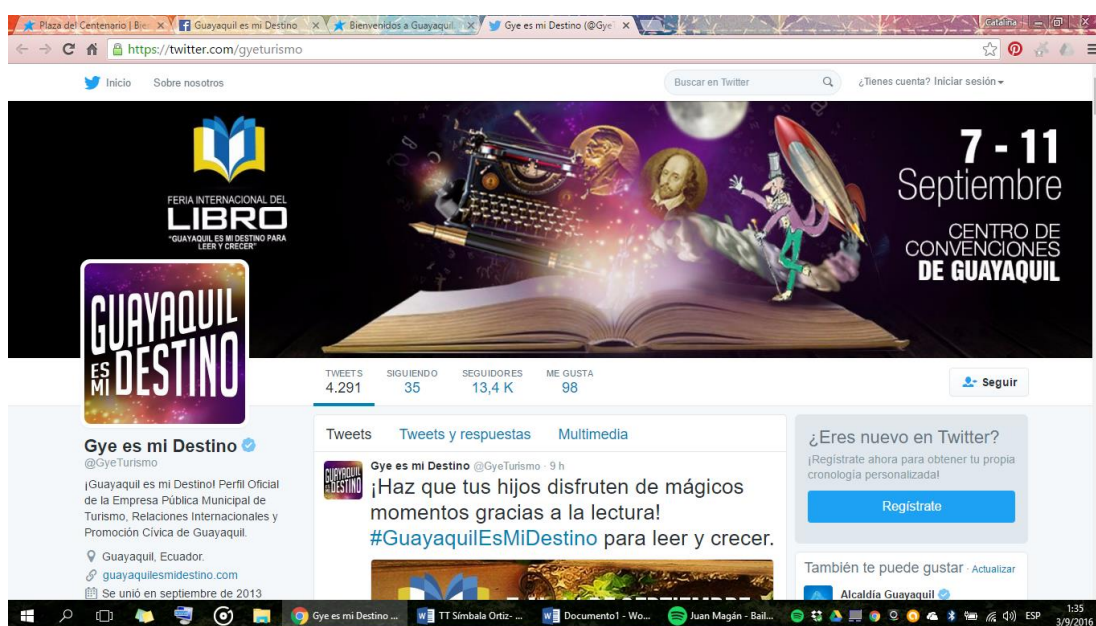 Plaza del Centenario | Bie
Guayaquil es mi Destino
Bienvenidos a Guayaquil
Gye es mi Destino (@Gye
Catalina
https://twitter.com/gyeturismo
Inicio
Sobre nosotros
Buscar en Twitter
¿Tienes cuenta? Iniciar sesión
FERIA INTERNACIONAL DEL
LIBRO
"GUAYAQUIL ES MI DESTINO PARA
LEER Y CRECER"
7 - 11
Septiembre
CENTRO DE
CONVENCIONES
DE GUAYAQUIL
GUAYAQUIL
ES MI DESTINO
TWEETS SIGUIENDO SEGUIDORES ME GUSTA
4.291 35 13,4 K 98
Seguir
Gye es mi Destino
@GyeTurismo
¡Guayaquil es mi Destino! Perfil Oficial
de la Empresa Pública Municipal de
Turismo, Relaciones Internacionales y
Promoción Cívica de Guayaquil.
Guayaquil, Ecuador.
guayaquilesmidestino.com
Se unió en septiembre de 2013
Tweets Tweets y respuestas Multimedia
Gye es mi Destino @GyeTurismo · 9 h
¡Haz que tus hijos disfruten de mágicos
momentos gracias a la lectura!
#GuayaquilEsMiDestino para leer y crecer.
¿Eres nuevo en Twitter?
¡Regístrate ahora para obtener tu propia
cronología personalizada!
Regístrate
También te puede gustar · Actualizar
Alcaldía Guayaquil
Gye es mi Destino ...
TT Símbala Ortiz- ...
Documento1 - Wo...
Juan Magán - Bail...
ESP
1:35
3/9/2016